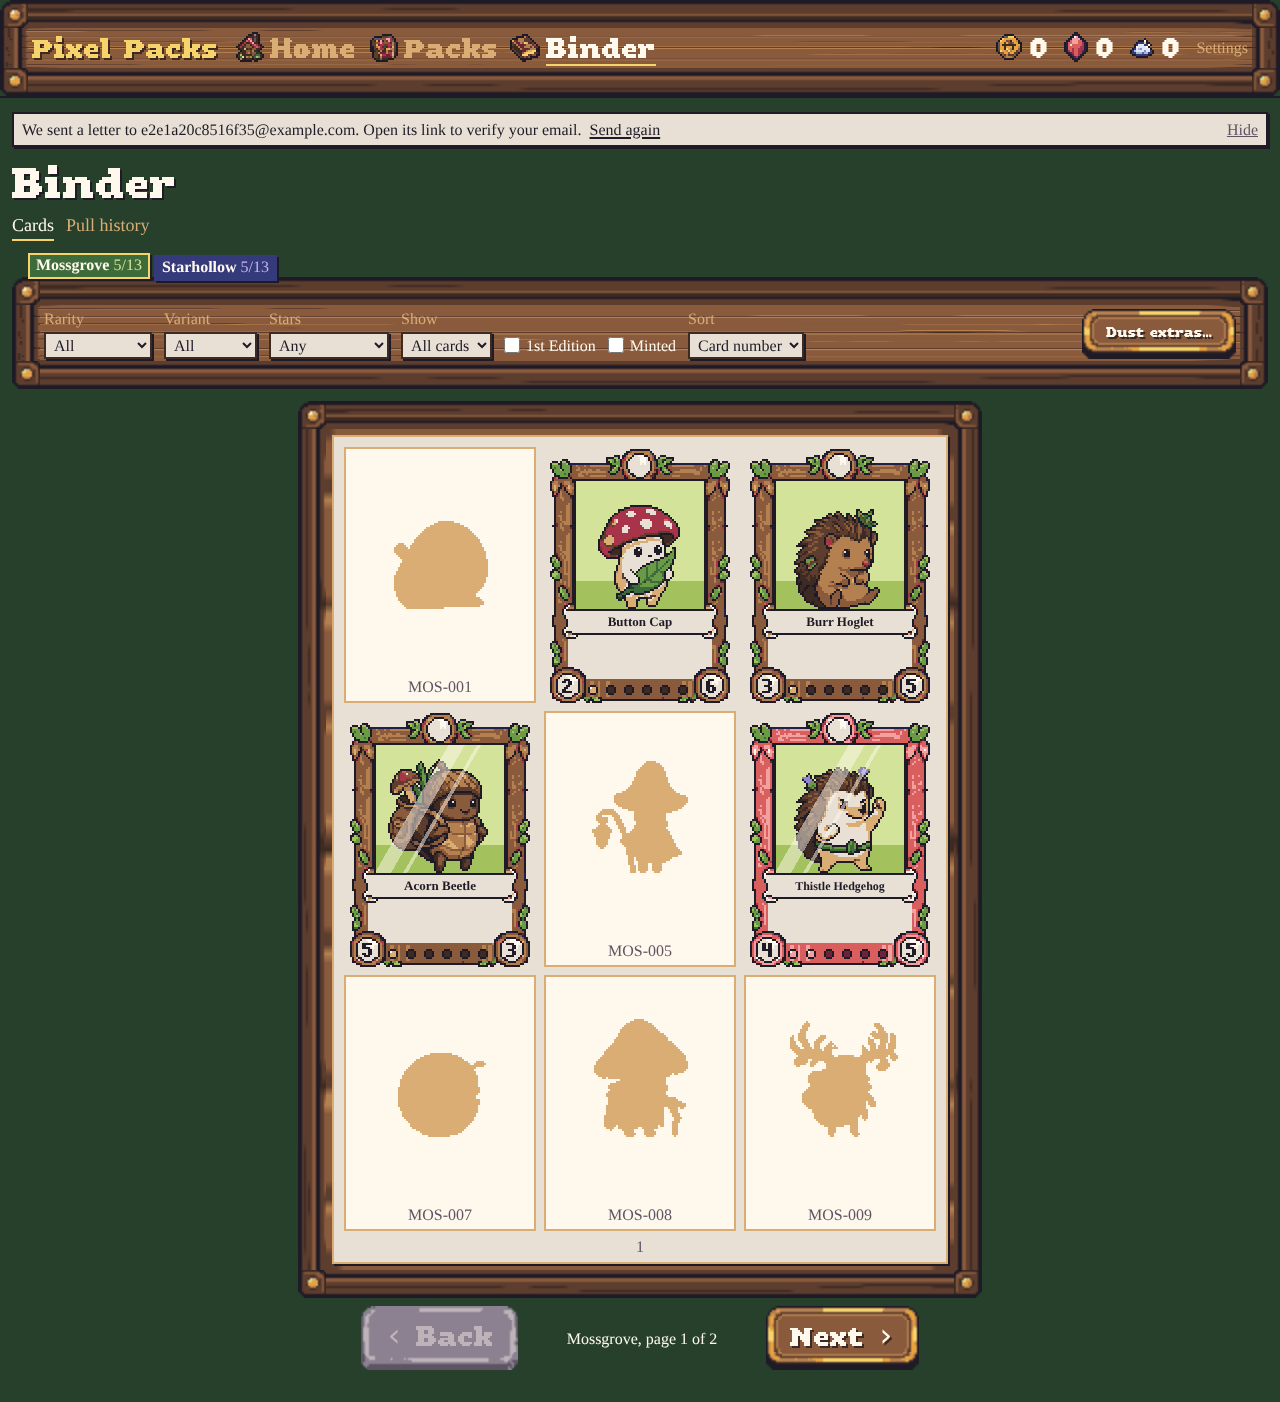 Pixel Packs Home Packs Binder 0 0 0 Settings
We sent a letter to e2e1a20c8516f35@example.com. Open its link to verify your email. Send again Hide
Binder
Cards Pull history
Mossgrove 5/13 Starhollow 5/13
Rarity Variant Stars Show Sort
All All Any All cards 1st Edition Minted Card number Dust extras...
MOS-001
Button Cap
2 6
Burr Hoglet
3 5
Acorn Beetle
5 3
MOS-005
Thistle Hedgehog
4 5
MOS-007 MOS-008 MOS-009
1
‹ Back Mossgrove, page 1 of 2 Next ›